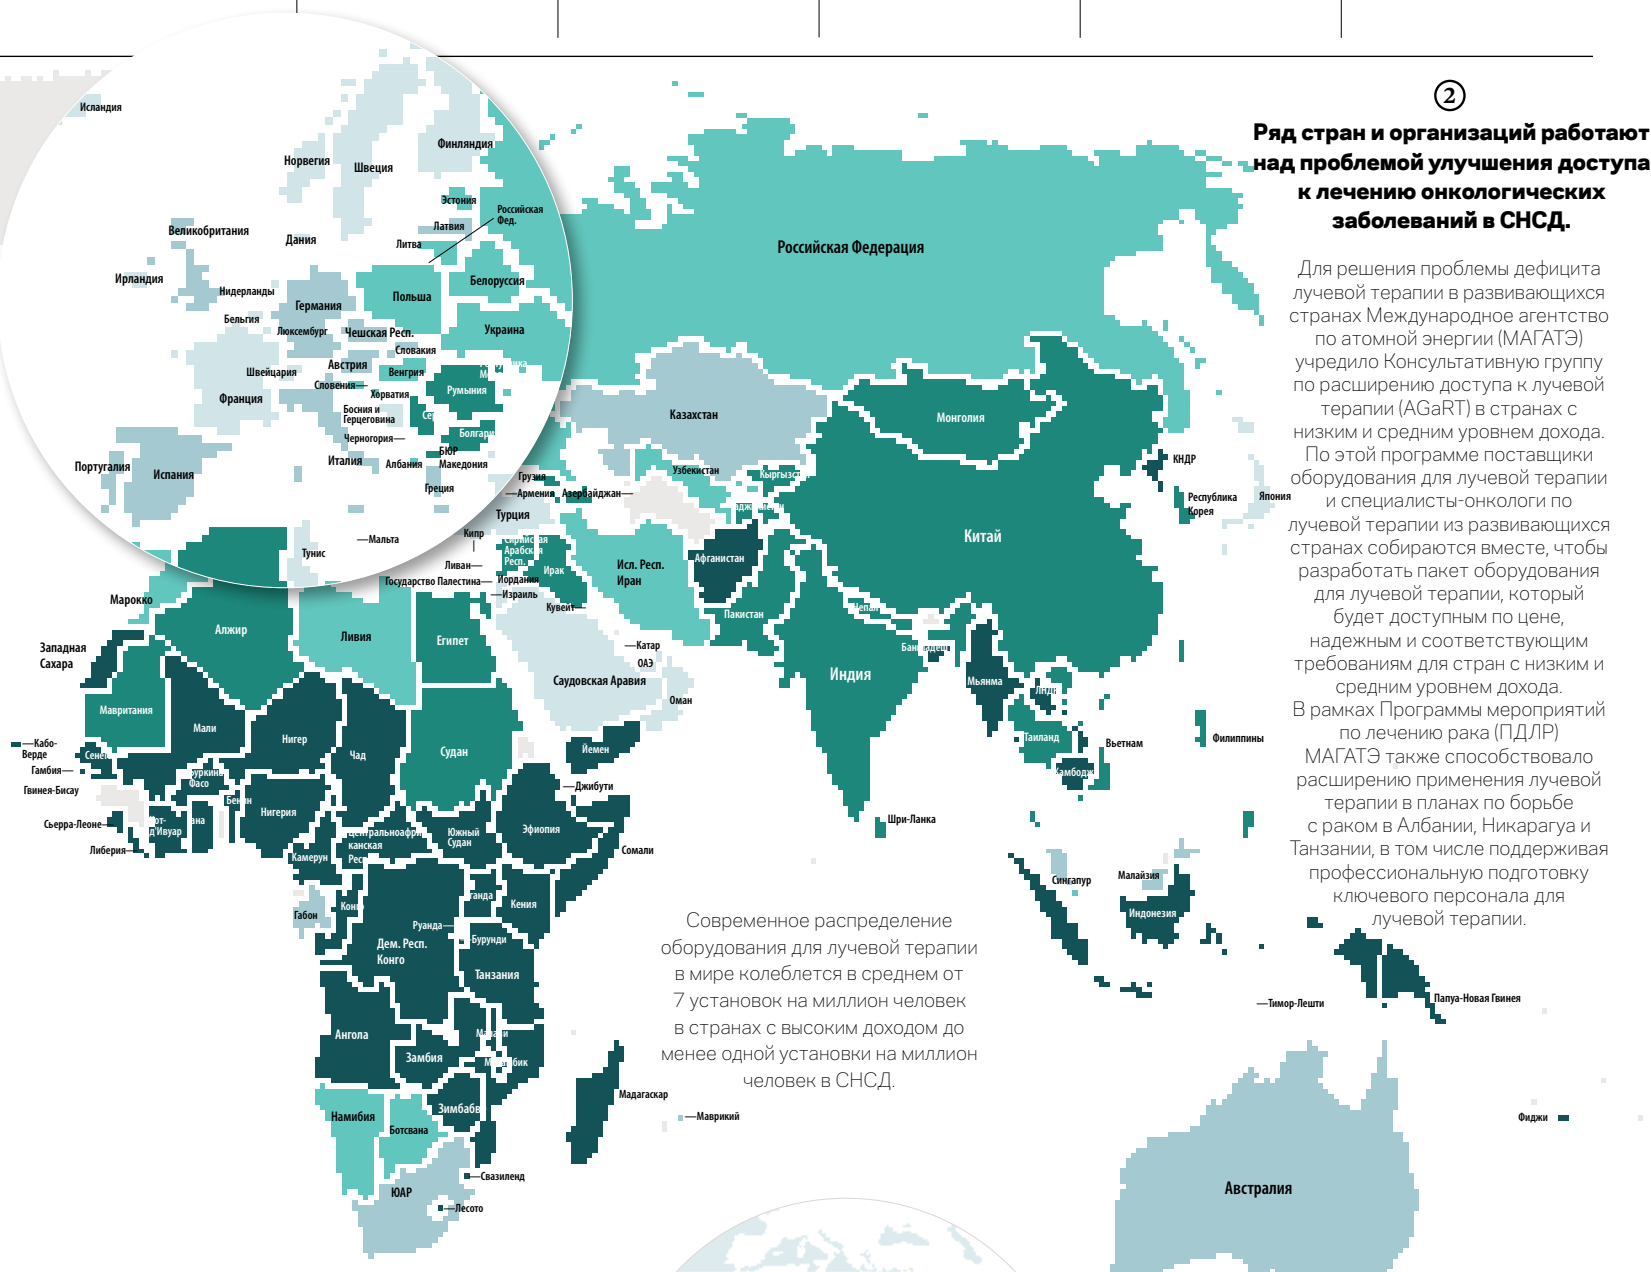 Исландия
Норвегия
Швеция
Финляндия
Эстония
Российская
Фед.
Латвия
Литва
Великобритания
Дания
Ирландия
Нидерланды
Германия
Польша
Белоруссия
Бельгия
Люксембург
Чешская Респ.
Украина
Словакия
Швейцария
Австрия
Венгрия
Словения
Хорватия
Румыния
Франция
Босния и
Герцеговина
Черногория
Италия
Албания
БЮР
Македония
Греция
Португалия
Испания
Тунис
Мальта
Российская Федерация
Казахстан
Монголия
Узбекистан
Грузия
Армения
Азербайджан
Турция
Кипр
Сирийская
Арабская
Респ.
Ливан
Ирак
Государство Палестина
Иордания
Израиль
Кувейт
Исл. Респ.
Иран
Афганистан
Пакистан
Непал
Китай
КНДР
Республика
Корея
Япония
Марокко
Алжир
Ливия
Египет
Западная
Сахара
Саудовская Аравия
Катар
ОАЭ
Оман
Индия
Бангладеш
Мьянма
ЛНДР
Таиланд
Вьетнам
Филиппины
Мавритания
Мали
Нигер
Чад
Судан
Йемен
Кабо-
Верде
Гамбия
Гвинея-Бисау
Фасо
Бенин
Нигерия
Джибути
Сьерра-Леоне
д'Ивуар
Либерия
Камерун
канская
Южный
Судан
Эфиопия
Сомали
Шри-Ланка
Сингапур
Малайзия
Индонезия
Габон
Руанда
Кения
Дем. Респ.
Конго
Бурунди
Танзания
Тимор-Лешти
Папуа-Новая Гвинея
Ангола
Замбия
Мадагаскар
Маврикий
Намибия
Ботсвана
Свазиленд
ЮАР
Лесото
Фиджи
Австралия
Современное распределение
оборудования для лучевой терапии
в мире колеблется в среднем от
7 установок на миллион человек
в странах с высоким доходом до
менее одной установки на миллион
человек в СНСД.
2
Ряд стран и организаций работают
над проблемой улучшения доступа
к лечению онкологических
заболеваний в СНСД.
Для решения проблемы дефицита
лучевой терапии в развивающихся
странах Международное агентство
по атомной энергии (МАГАТЭ)
учредило Консультативную группу
по расширению доступа к лучевой
терапии (AGaRT) в странах с
низким и средним уровнем дохода.
По этой программе поставщики
оборудования для лучевой терапии
и специалисты-онкологи по
лучевой терапии из развивающихся
странах собираются вместе, чтобы
разработать пакет оборудования
для лучевой терапии, который
будет доступным по цене,
надежным и соответствующим
требованиям для стран с низким и
средним уровнем дохода.
В рамках Программы мероприятий
по лечению рака (ПДЛР)
МАГАТЭ также способствовало
расширению применения лучевой
терапии в планах по борьбе
с раком в Албании, Никарагуа и
Танзании, в том числе поддерживая
профессиональную подготовку
ключевого персонала для
лучевой терапии.